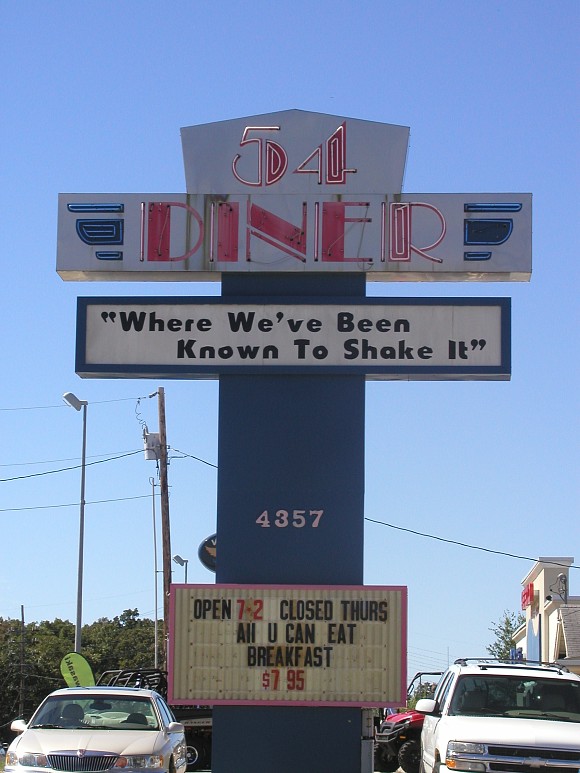 54
DINER
"Where We've Been
Known To Shake It"
4357
OPEN 7-2 CLOSED THURS
All U CAN EAT
BREAKFAST
$7 95